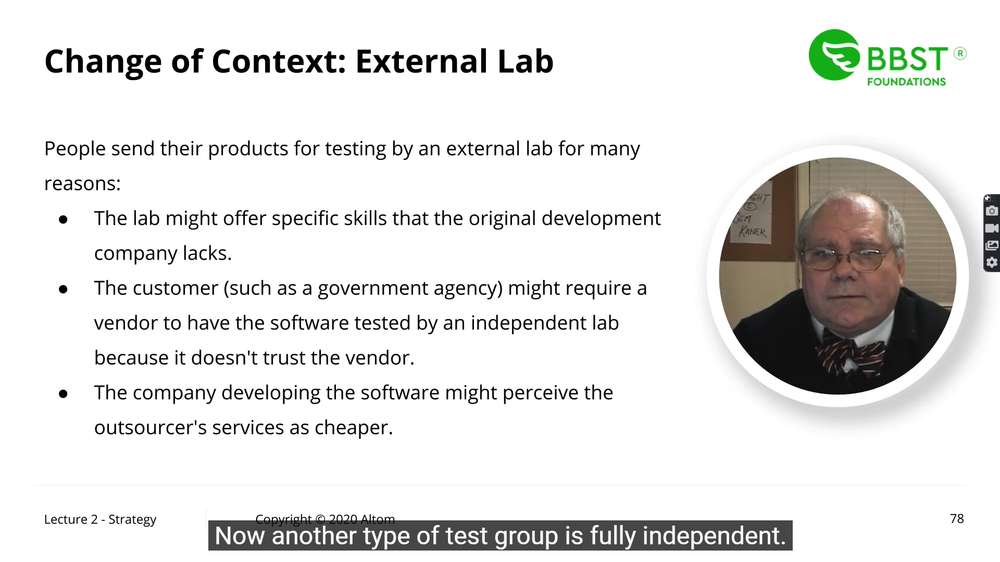 Change of Context: External Lab
BBST ®
FOUNDATIONS
People send their products for testing by an external lab for many
reasons:
● The lab might offer specific skills that the original development
company lacks.
● The customer (such as a government agency) might require a
vendor to have the software tested by an independent lab
because it doesn't trust the vendor.
● The company developing the software might perceive the
outsourcer's services as cheaper.
©
KANER
Lecture 2 - Strategy
Copyright © 2020 Altom
78
Now another type of test group is fully independent.